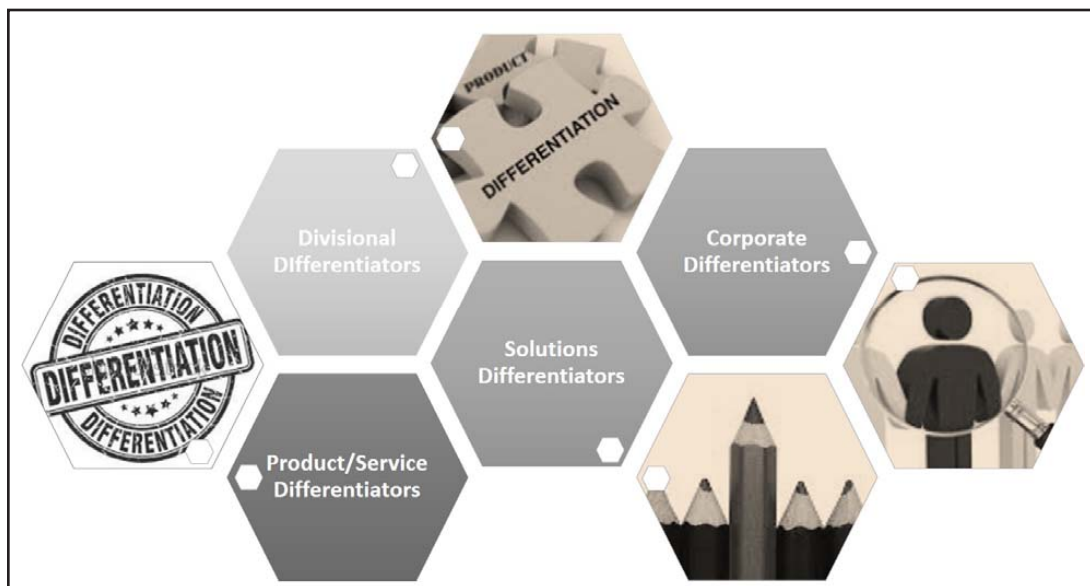 PRODUCT
DIFFERENTIATION
Divisional
DIfferentiators
Corporate
Differentiators
DIFFERENTIATION
DIFFERENTIATION
DIFFERENTIATION
Solutions
Differentiators
Product/Service
Differentiators